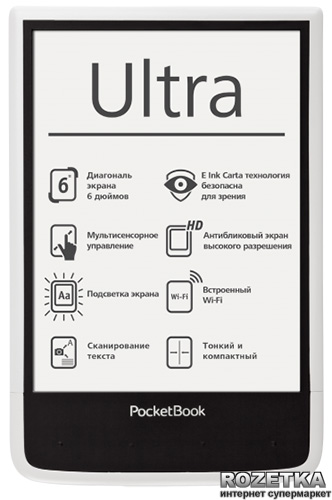 Ultra
6"
Диагональ
экрана
6 дюймов
E Ink Carta технология
безопасна
для зрения
Мультисенсорное
управление
HD
Антибликовый экран
высокого разрешения
Aa
Подсветка экрана
Wi-Fi
Встроенный
Wi-Fi
A
Сканирование
текста
Тонкий и
компактный
PocketBook
ROZETKA
интернет супермаркет